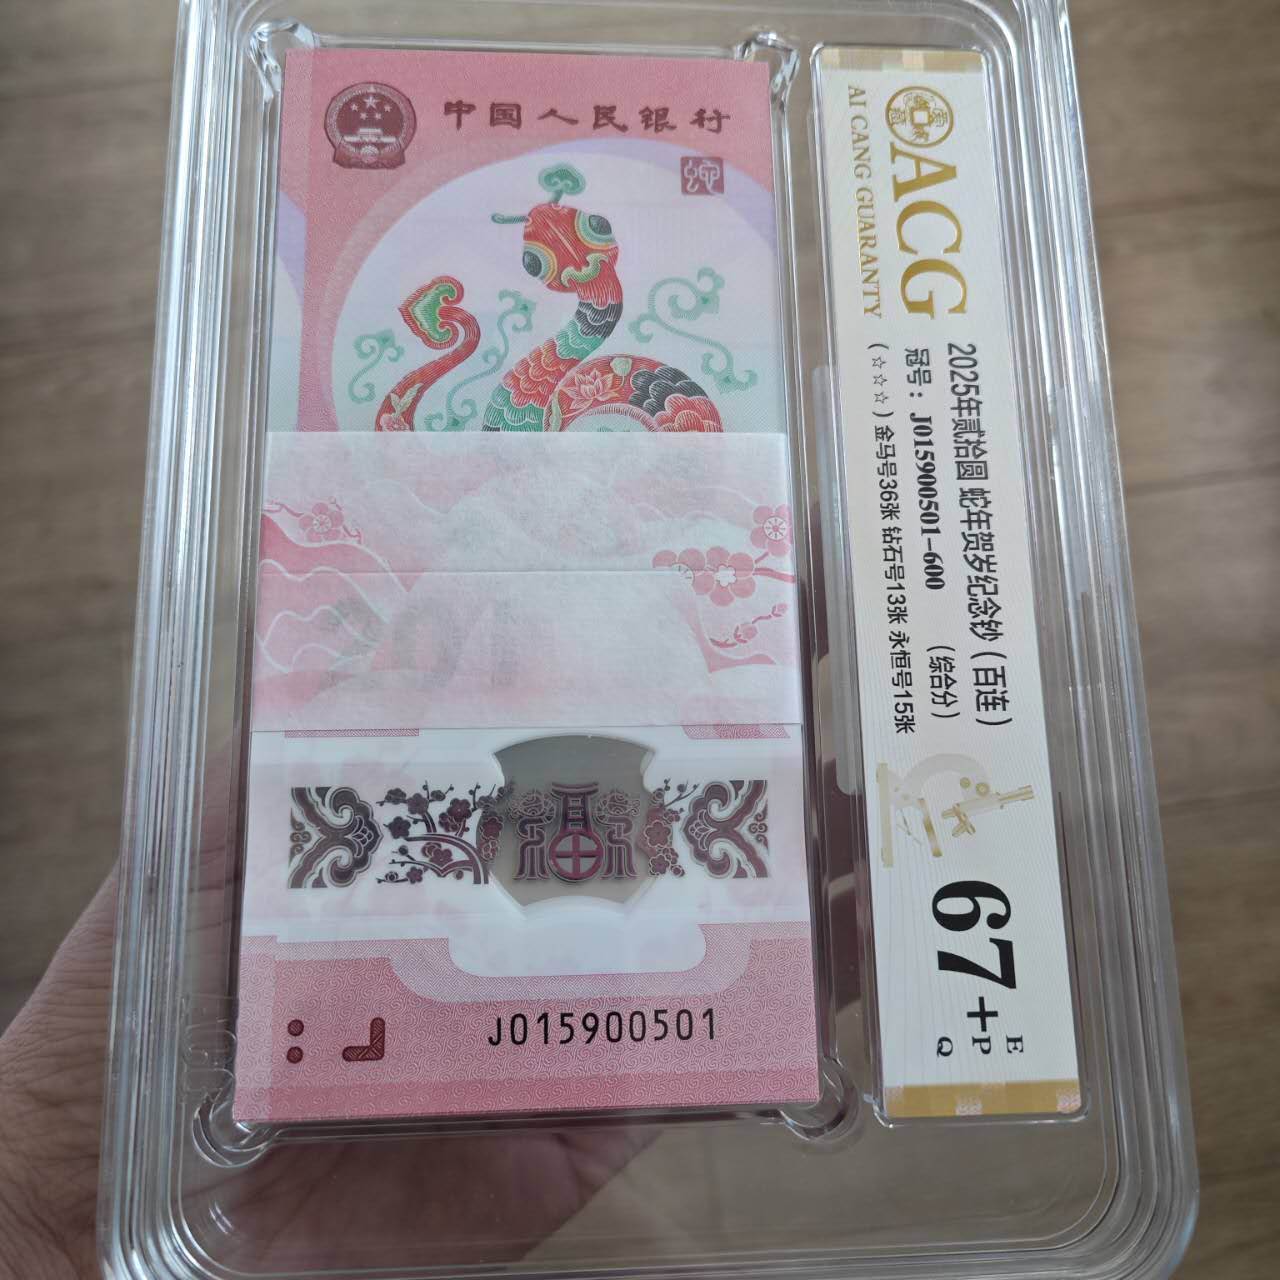 中国人民银行
蛇
福
J015900501
ACG
AI CANG GUARANTY
2025年贰拾圆 蛇年贺岁纪念钞（百连）
冠号：J015900501-600 （综合分）
（☆☆☆）金马号36张 钻石号13张 永恒号15张
67+
E
P
Q